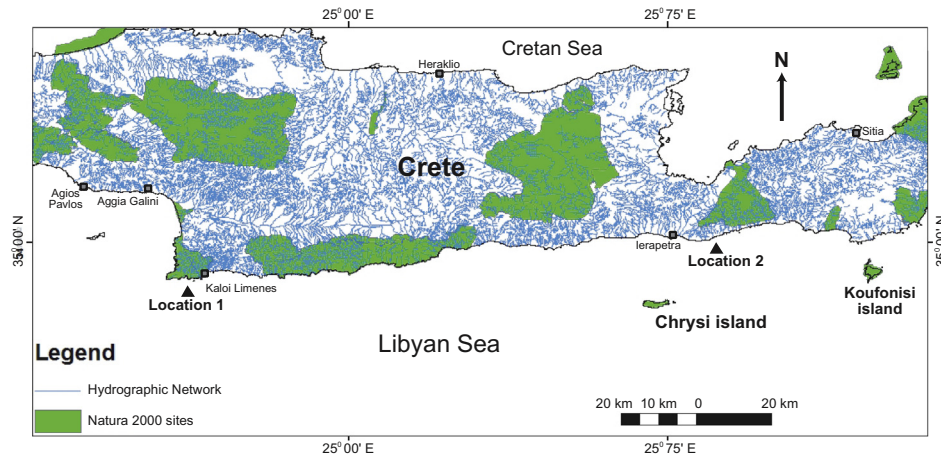 25° 00' E
25° 75' E
Cretan Sea
Heraklio
N
Sitia
Crete
Agios
Pavlos
Aggia Galini
35° 00' N
25° 00' N
Ierapetra
Location 2
Kaloi Limenes
Location 1
Koufonisi
island
Chrysi island
Libyan Sea
Legend
Hydrographic Network
Natura 2000 sites
20 km 10 km 0 20 km
25° 00' E
25° 75' E